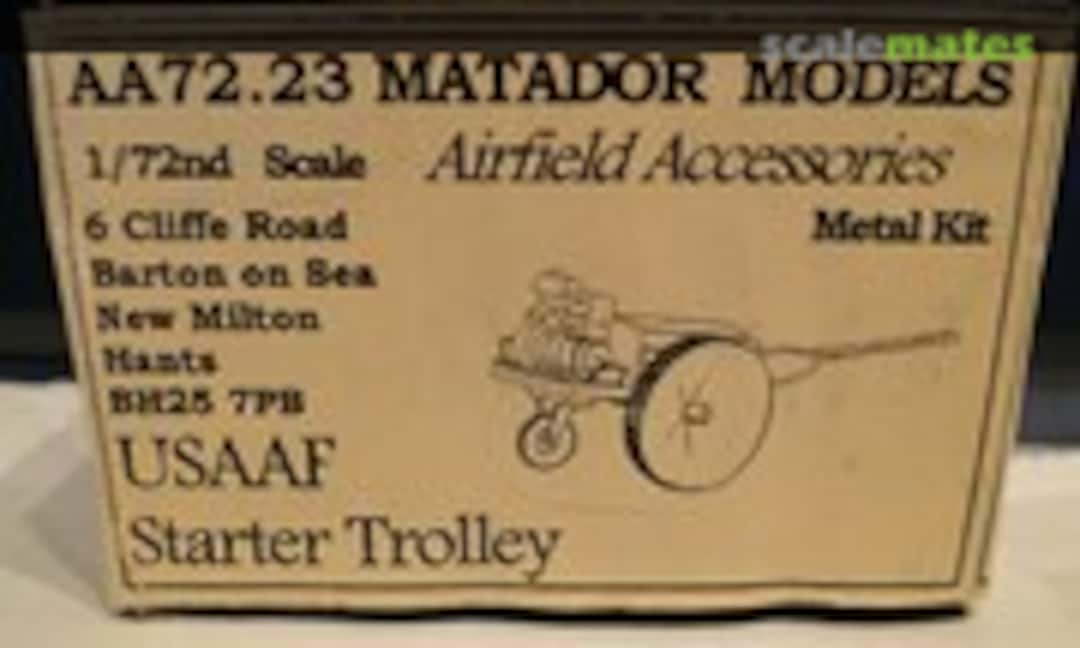 scalemates
AA72.23 MATADOR MODELS
1/72nd Scale Airfield Accessories
6 Cliffe Road Metal Kit
Barton on Sea
New Milton
Hants
BH25 7PB
USAAF
Starter Trolley